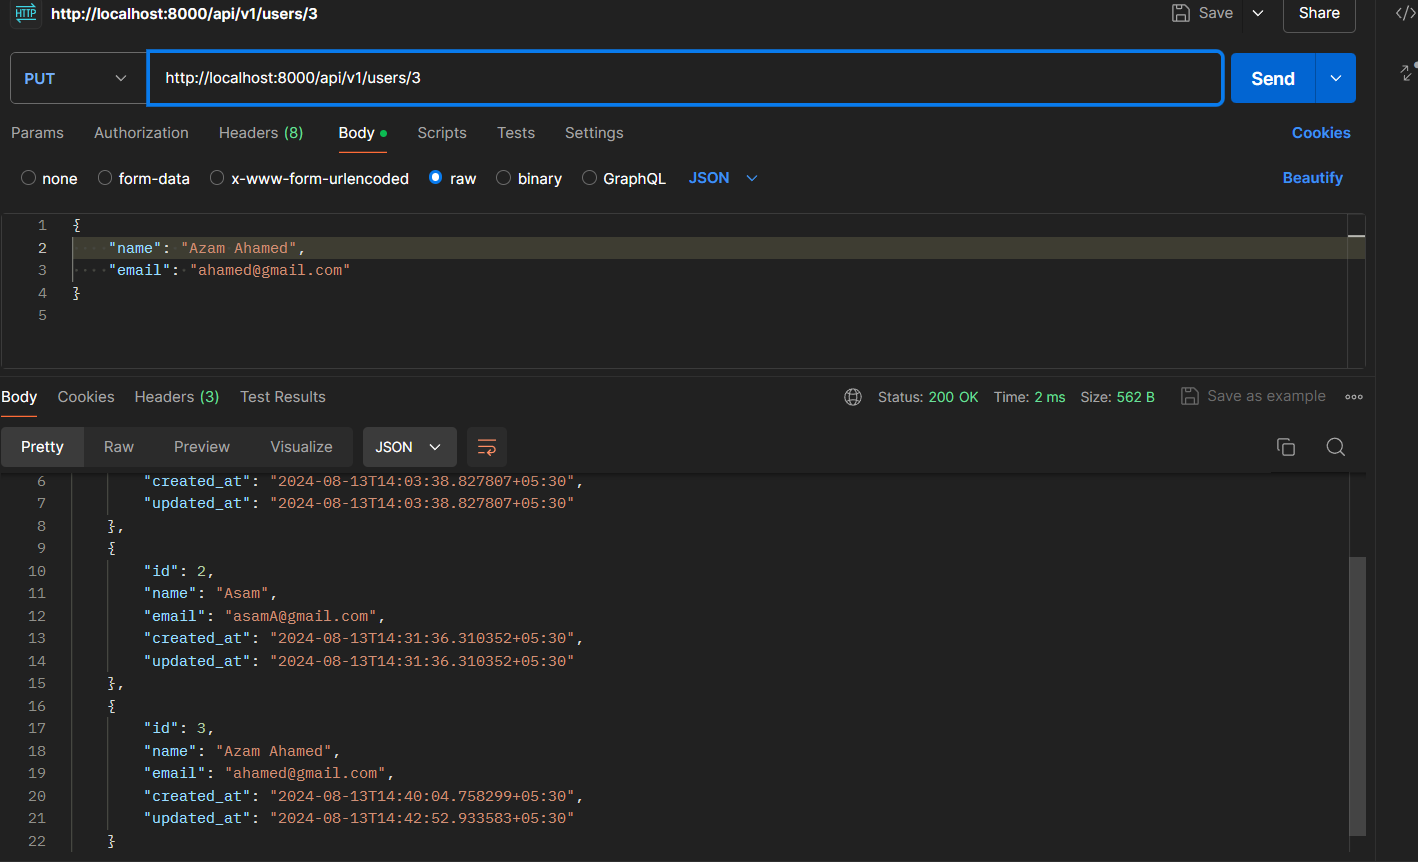 HTTP http://localhost:8000/api/v1/users/3 Save Share </>
PUT http://localhost:8000/api/v1/users/3 Send
Params Authorization Headers (8) Body Scripts Tests Settings Cookies
none form-data x-www-form-urlencoded raw binary GraphQL JSON Beautify
1 {
2 "name": "Azam Ahamed",
3 "email": "ahamed@gmail.com"
4 }
5
Body Cookies Headers (3) Test Results Status: 200 OK Time: 2 ms Size: 562 B Save as example
Pretty Raw Preview Visualize JSON
6 "created_at": "2024-08-13T14:03:38.827807+05:30",
7 "updated_at": "2024-08-13T14:03:38.827807+05:30"
8 },
9 {
10 "id": 2,
11 "name": "Asam",
12 "email": "asamA@gmail.com",
13 "created_at": "2024-08-13T14:31:36.310352+05:30",
14 "updated_at": "2024-08-13T14:31:36.310352+05:30"
15 },
16 {
17 "id": 3,
18 "name": "Azam Ahamed",
19 "email": "ahamed@gmail.com",
20 "created_at": "2024-08-13T14:40:04.758299+05:30",
21 "updated_at": "2024-08-13T14:42:52.933583+05:30"
22 }